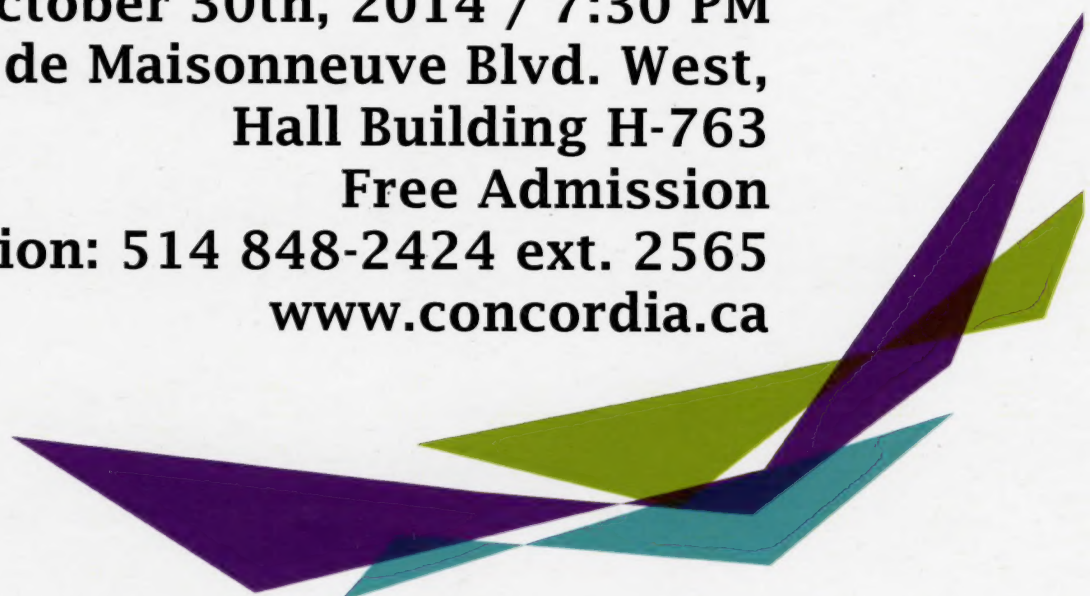 ctober 30th, 2014 / 7:30 PM
de Maisonneuve Blvd. West,
Hall Building H-763
Free Admission
ion: 514 848-2424 ext. 2565
www.concordia.ca